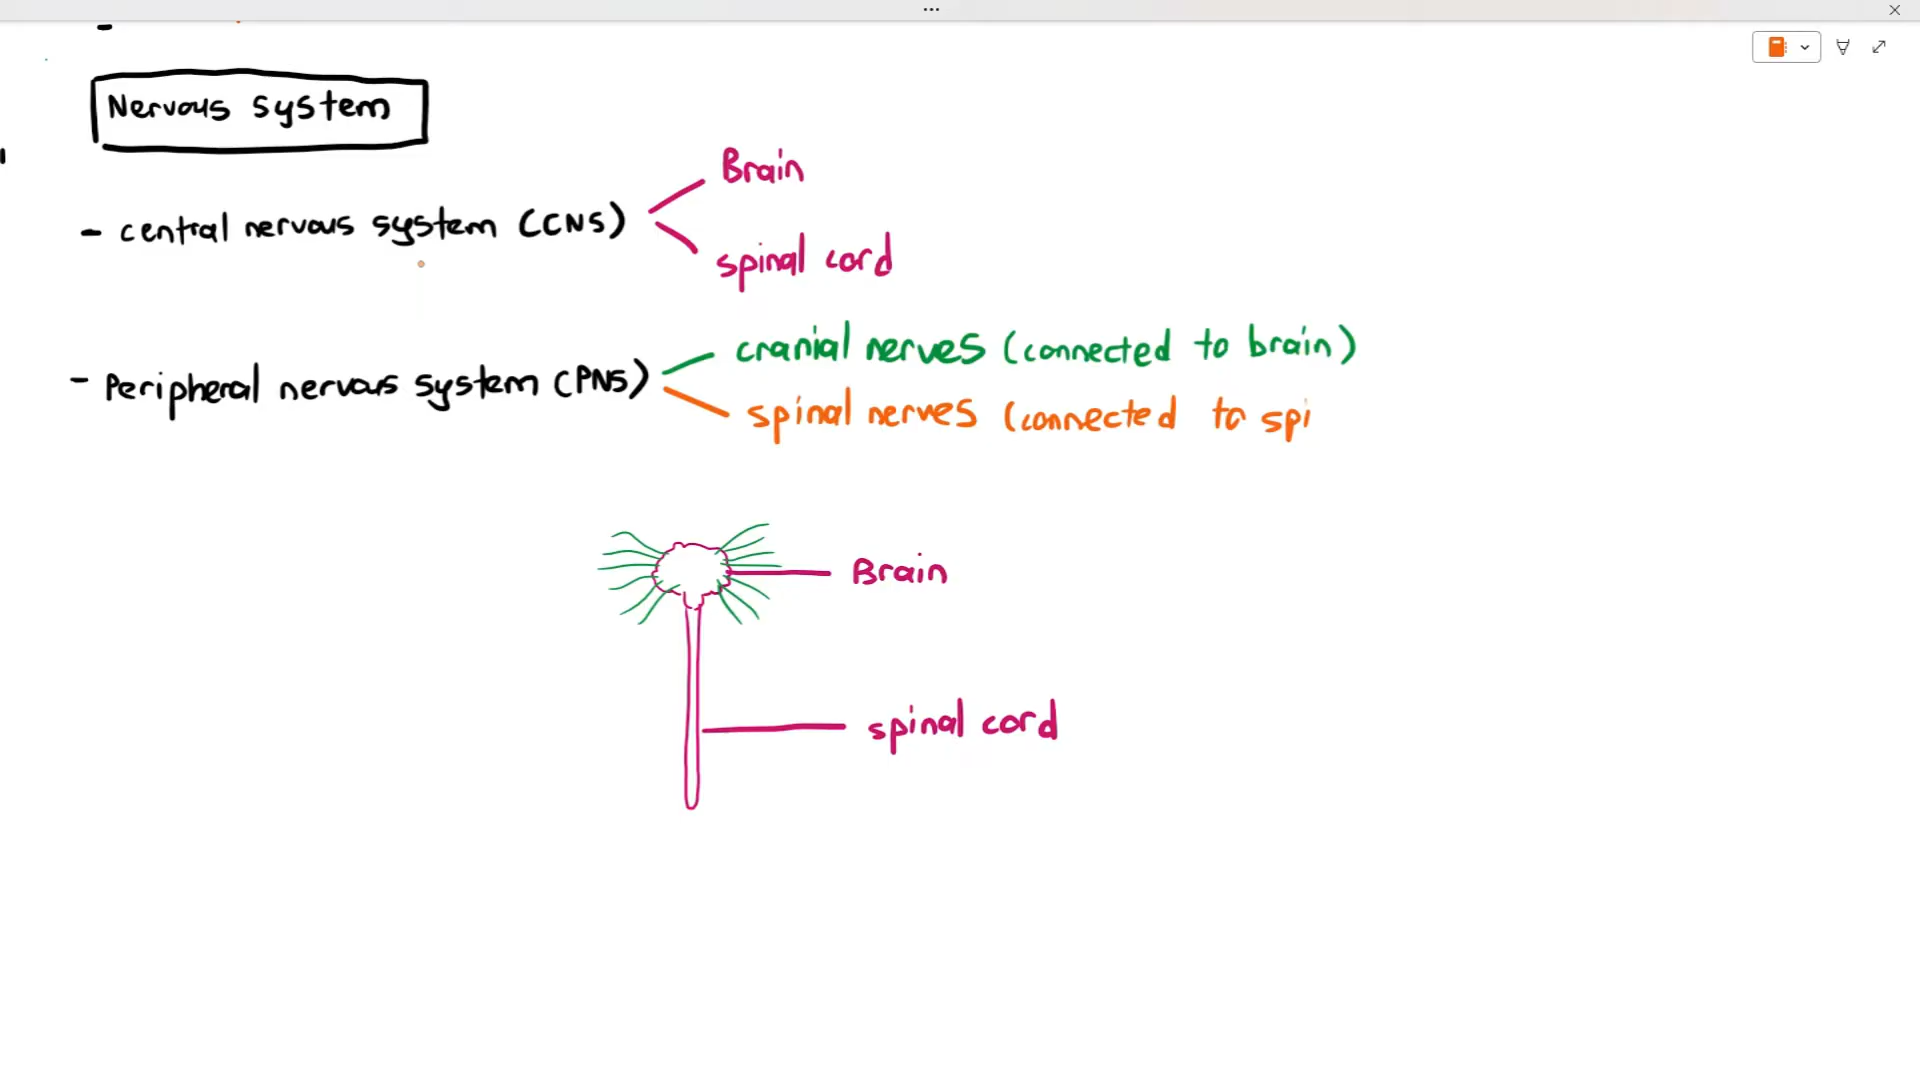 Nervous system
- central nervous system (CNS)
Brain
spinal cord
- Peripheral nervous system (PNS)
cranial nerves (connected to brain)
spinal nerves (connected to spi
Brain
spinal cord